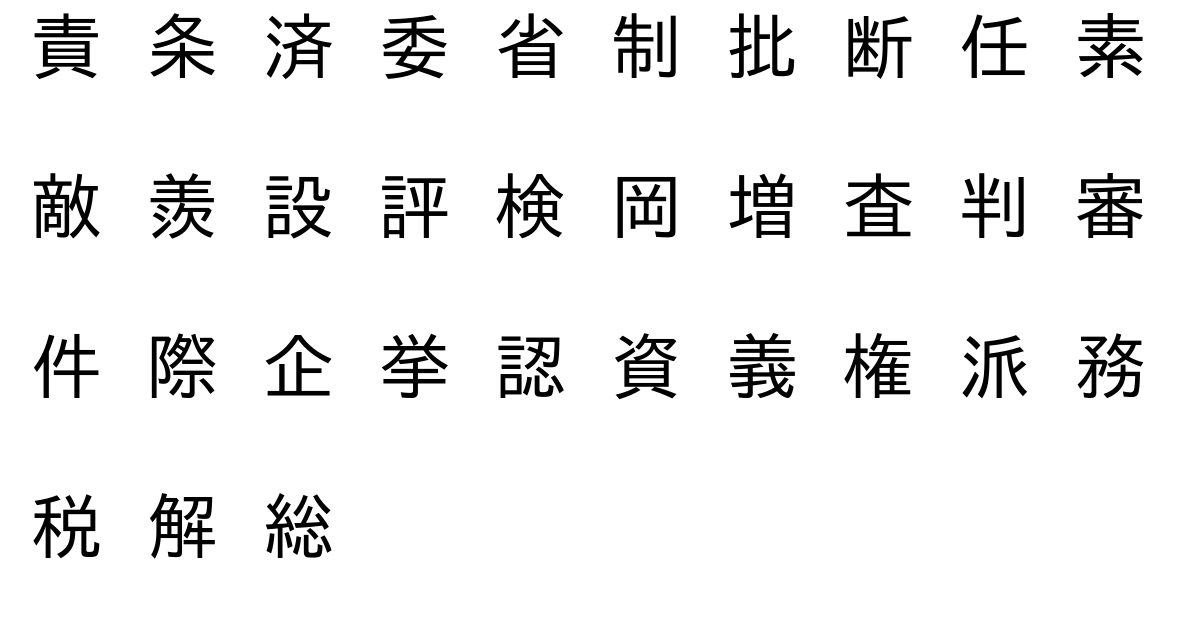 責条済委省制批断任素
敵羨設評検岡増査判審
件際企挙認資義権派務
税解総